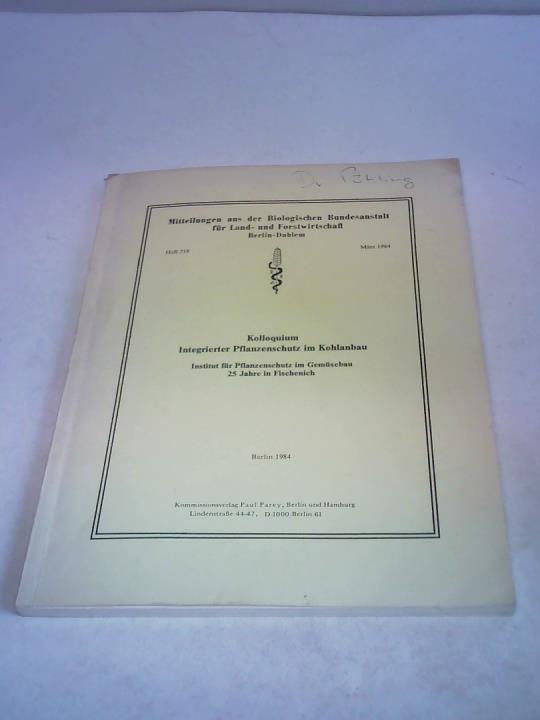 Mitteilungen aus der Biologischen Bundesanstalt
für Land- und Forstwirtschaft
Berlin-Dahlem
Heft 218 März 1984
Kolloquium
Integrierter Pflanzenschutz im Kohlanbau
Institut für Pflanzenschutz im Gemüsebau
25 Jahre in Fischenich
Berlin 1984
Kommissionsverlag Paul Parey, Berlin und Hamburg
Lindenstraße 44-47, D-1000 Berlin 61